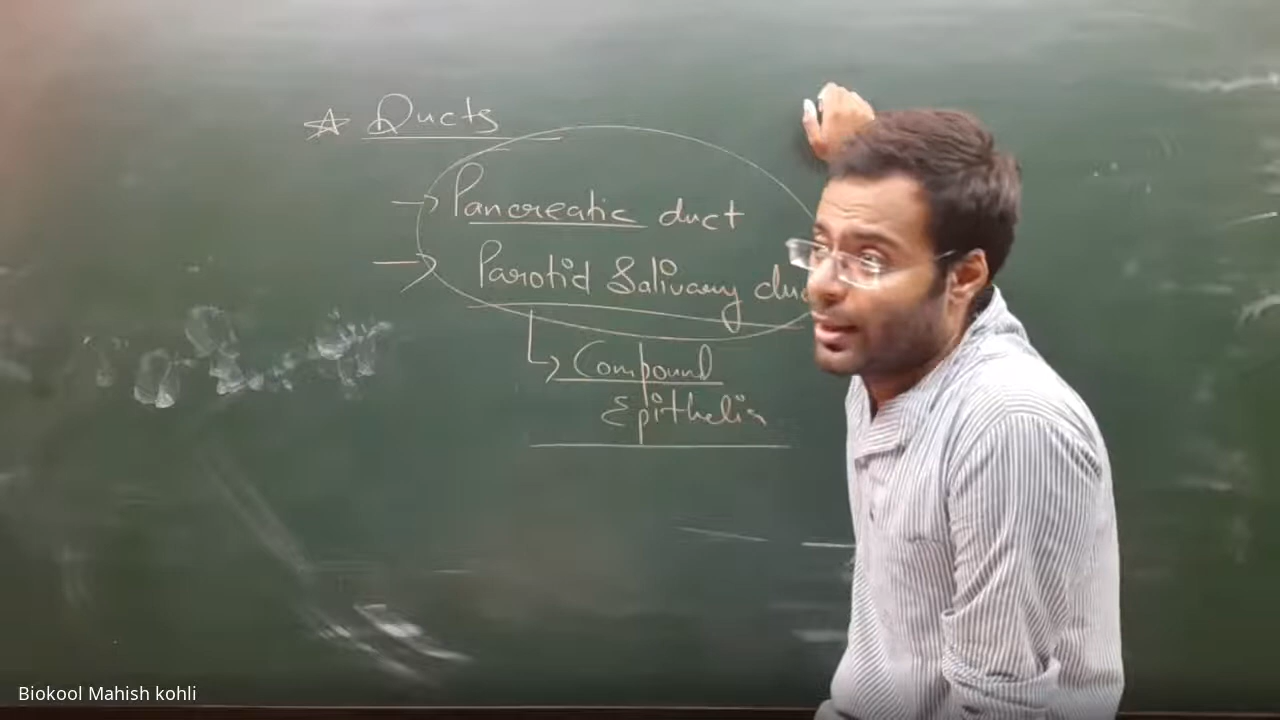 ☆ Ducts
→ Pancreatic duct
→ Parotid Salivary duc
↳ Compound
Epithelia
Biokool Mahish kohli